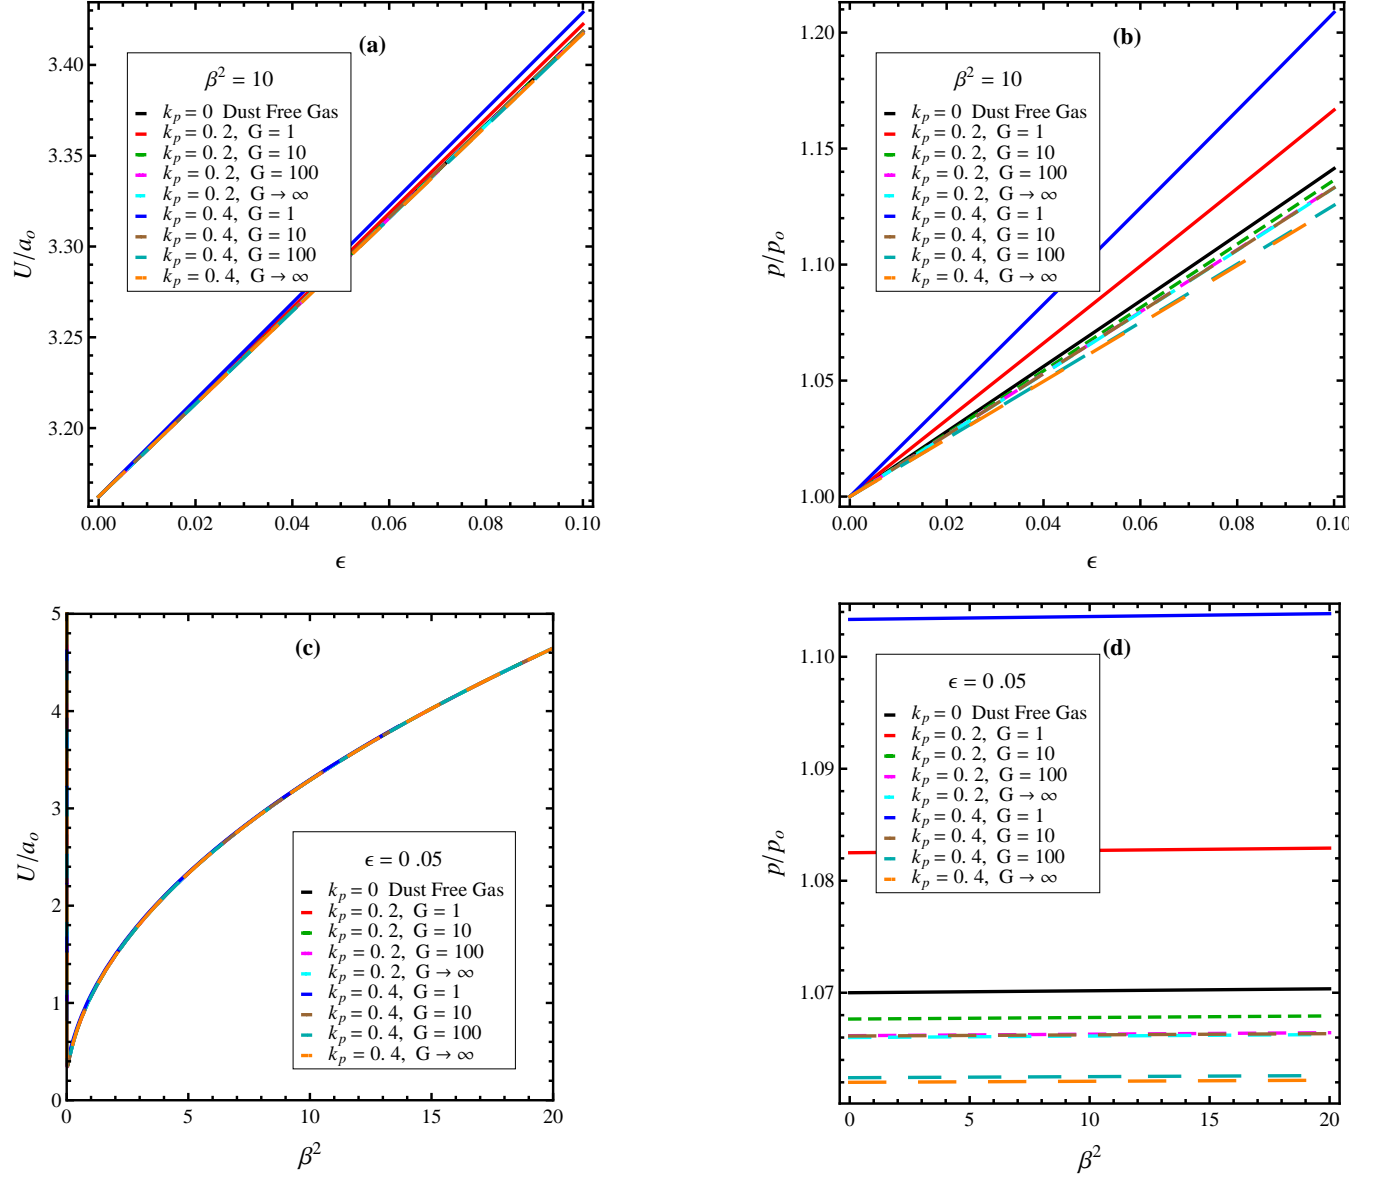 (a)
β² = 10
k_p = 0 Dust Free Gas
k_p = 0.2, G = 1
k_p = 0.2, G = 10
k_p = 0.2, G = 100
k_p = 0.2, G → ∞
k_p = 0.4, G = 1
k_p = 0.4, G = 10
k_p = 0.4, G = 100
k_p = 0.4, G → ∞
U/a_o
3.40
3.35
3.30
3.25
3.20
0.00 0.02 0.04 0.06 0.08 0.10
ϵ
(b)
β² = 10
k_p = 0 Dust Free Gas
k_p = 0.2, G = 1
k_p = 0.2, G = 10
k_p = 0.2, G = 100
k_p = 0.2, G → ∞
k_p = 0.4, G = 1
k_p = 0.4, G = 10
k_p = 0.4, G = 100
k_p = 0.4, G → ∞
p/p_o
1.20
1.15
1.10
1.05
1.00
0.00 0.02 0.04 0.06 0.08 0.10
ϵ
(c)
ϵ = 0 .05
k_p = 0 Dust Free Gas
k_p = 0.2, G = 1
k_p = 0.2, G = 10
k_p = 0.2, G = 100
k_p = 0.2, G → ∞
k_p = 0.4, G = 1
k_p = 0.4, G = 10
k_p = 0.4, G = 100
k_p = 0.4, G → ∞
U/a_o
5
4
3
2
1
0
0 5 10 15 20
β²
(d)
ϵ = 0 .05
k_p = 0 Dust Free Gas
k_p = 0.2, G = 1
k_p = 0.2, G = 10
k_p = 0.2, G = 100
k_p = 0.2, G → ∞
k_p = 0.4, G = 1
k_p = 0.4, G = 10
k_p = 0.4, G = 100
k_p = 0.4, G → ∞
p/p_o
1.10
1.09
1.08
1.07
0 5 10 15 20
β²